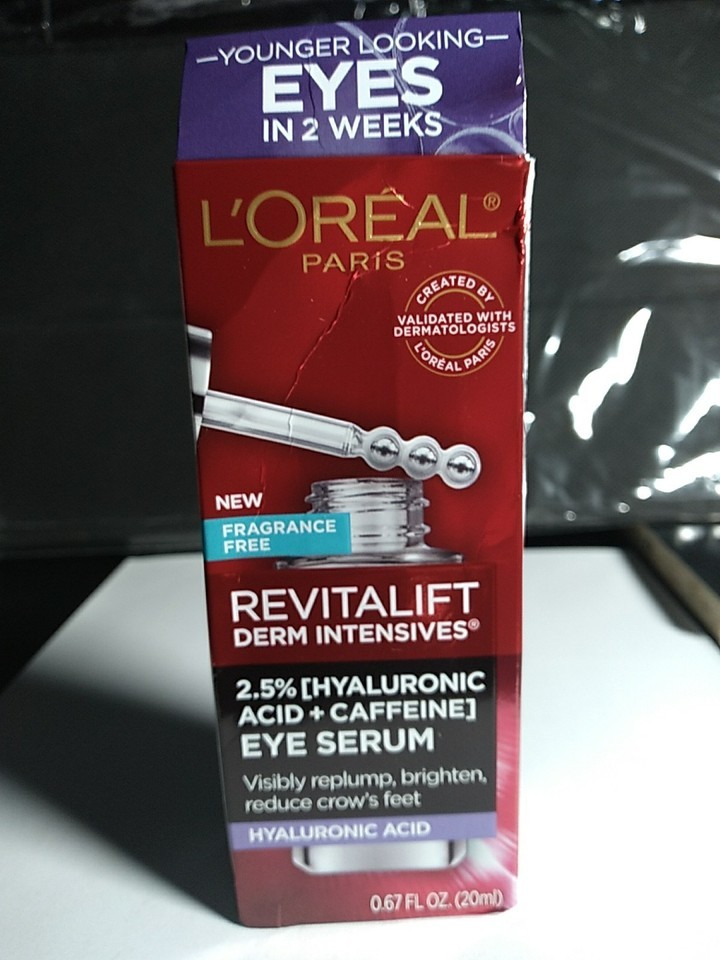 —YOUNGER LOOKING—
EYES
IN 2 WEEKS
L'ORÉAL®
PARIS
CREATED BY
VALIDATED WITH
DERMATOLOGISTS
L'ORÉAL PARIS
NEW
FRAGRANCE
FREE
REVITALIFT
DERM INTENSIVES®
2.5% [HYALURONIC
ACID + CAFFEINE]
EYE SERUM
Visibly replump, brighten,
reduce crow's feet
HYALURONIC ACID
0.67 FL OZ. (20ml)